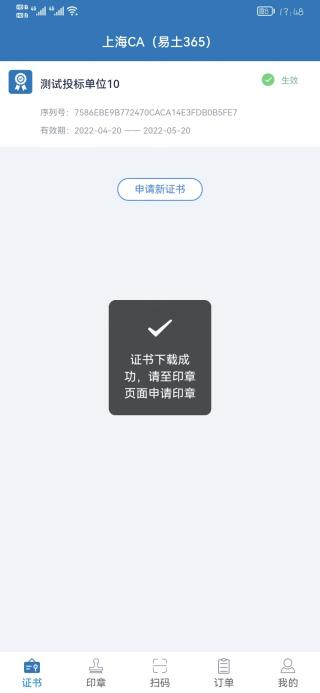 17:48
上海CA（易土365）
测试投标单位10
生效
序列号：7586EBE9B772470CACA14E3FDB0B5FE7
有效期：2022-04-20 —— 2022-05-20
申请新证书
证书下载成
功，请至印章
页面申请印章
证书 印章 扫码 订单 我的